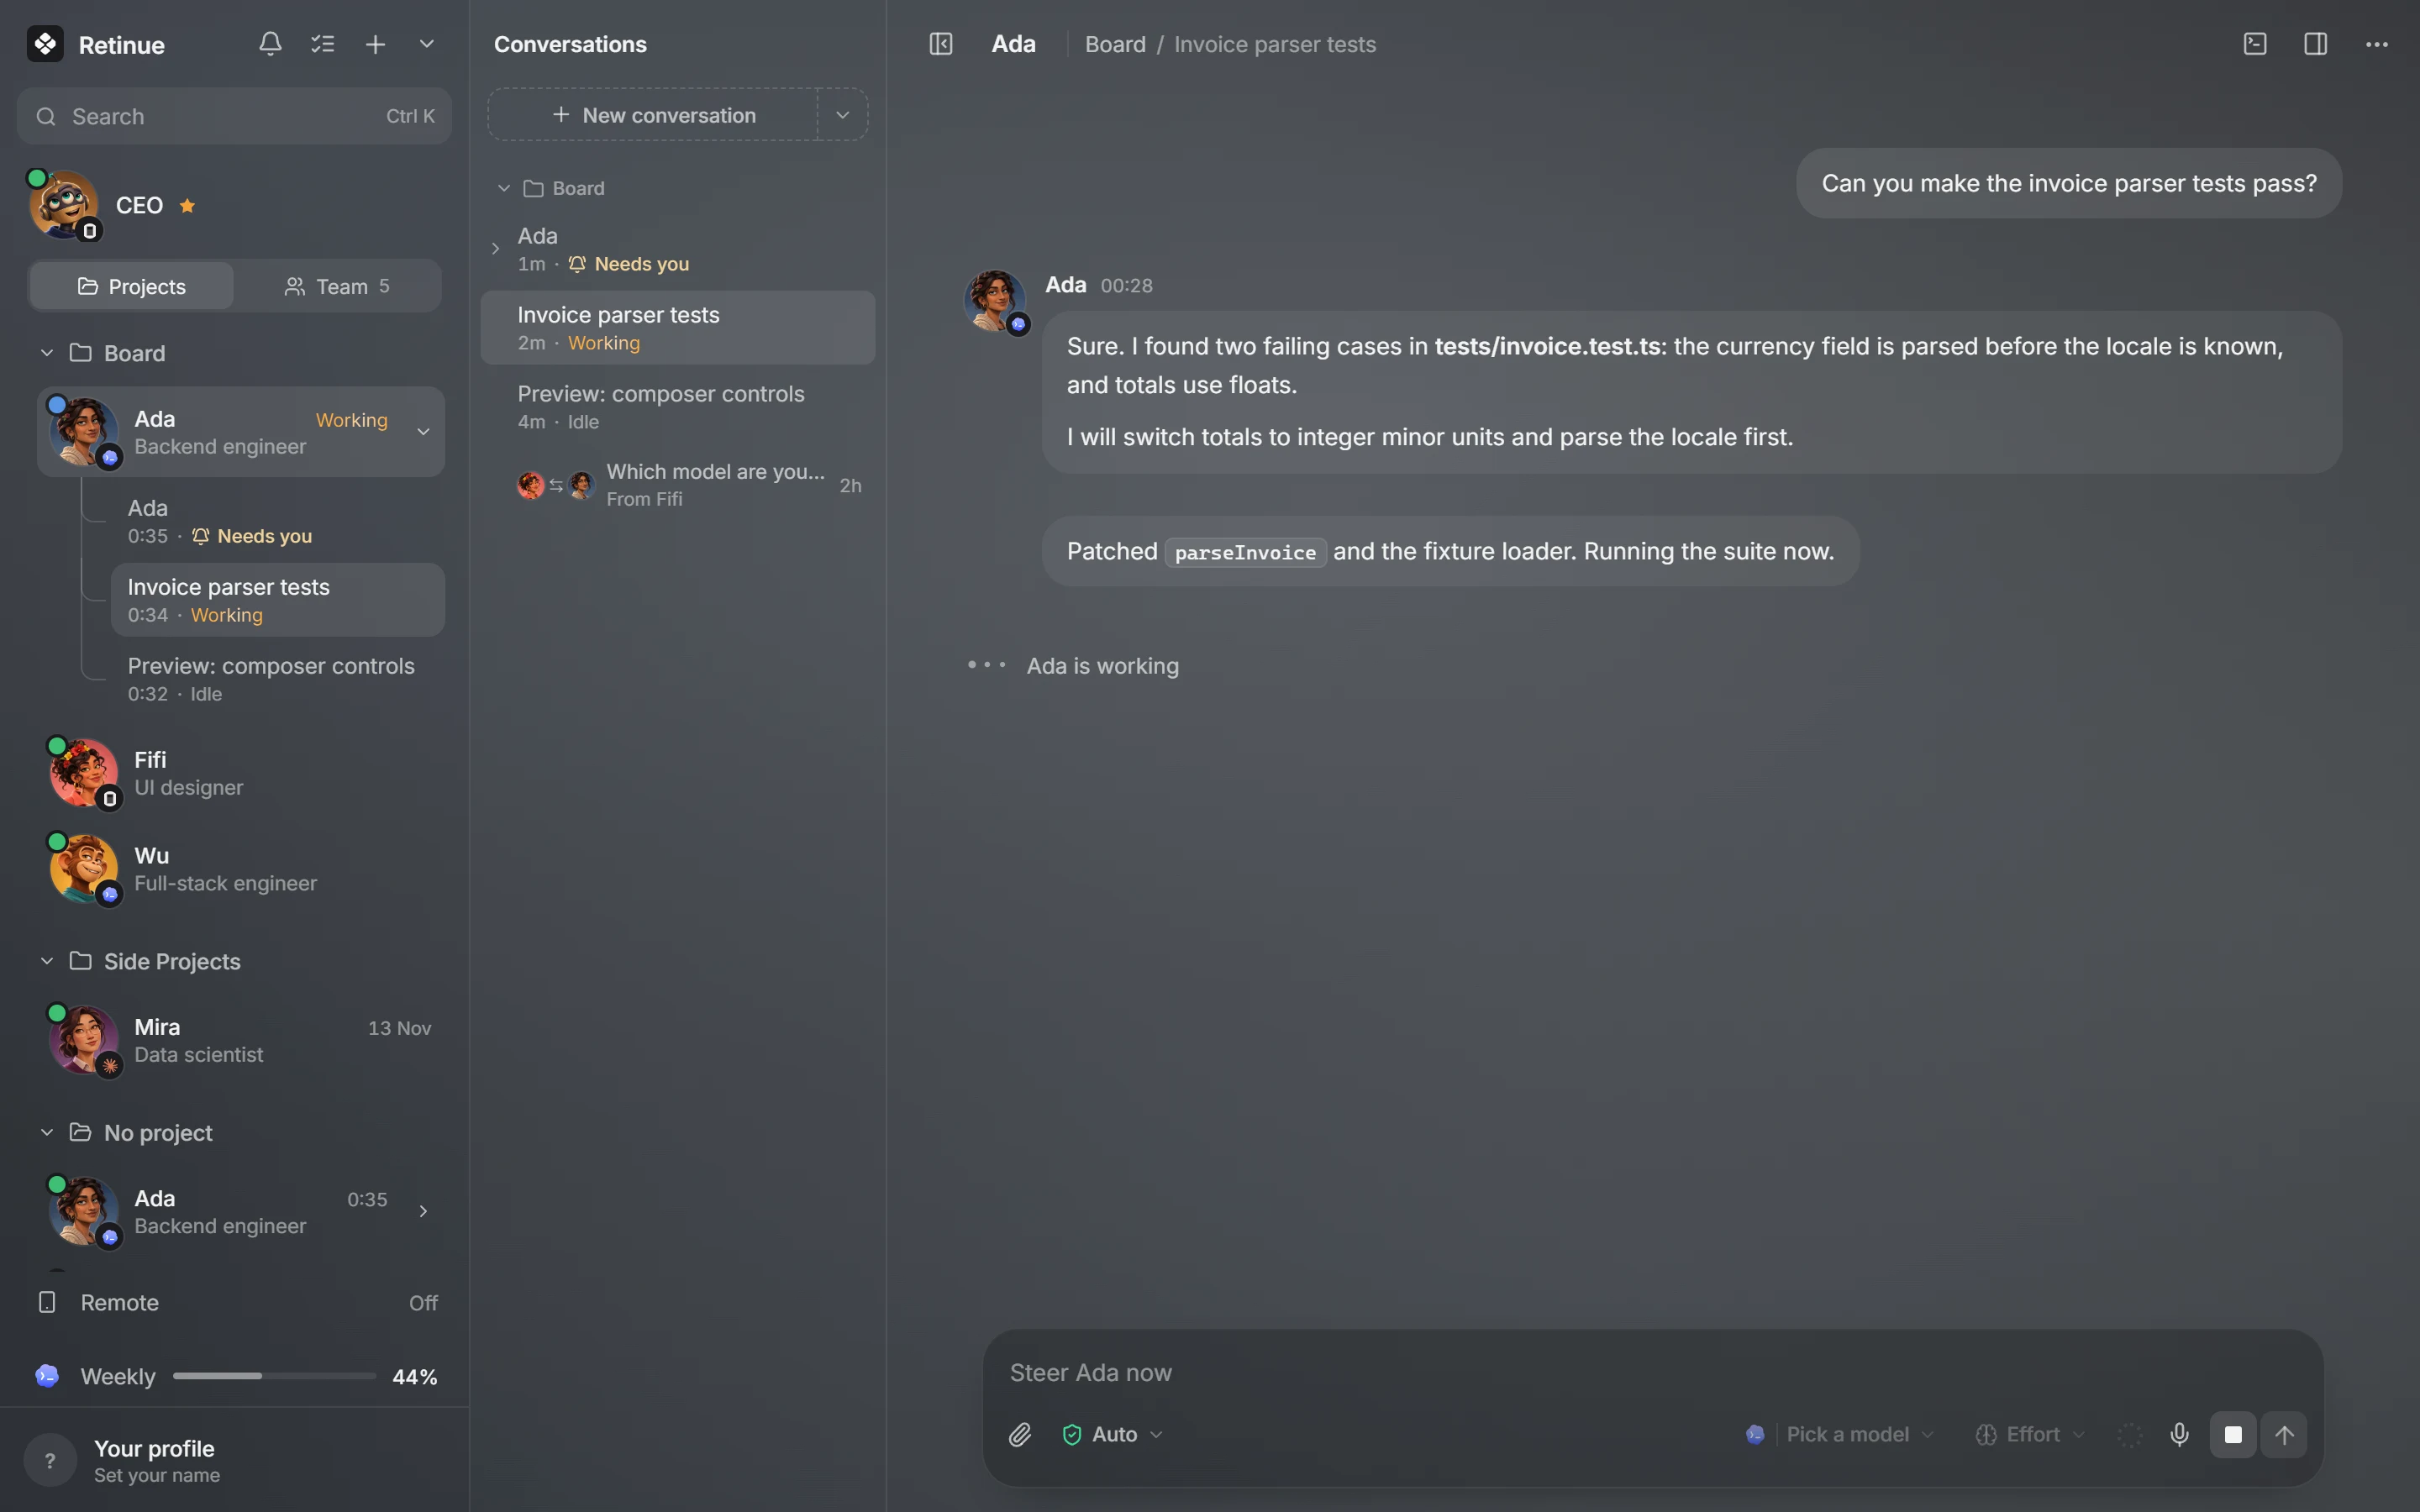 Retinue
Search
Ctrl K
CEO
Projects
Team 5
Board
Ada
Working
Backend engineer
Ada
0:35 · Needs you
Invoice parser tests
0:34 · Working
Preview: composer controls
0:32 · Idle
Fifi
UI designer
Wu
Full-stack engineer
Side Projects
Mira
13 Nov
Data scientist
No project
Ada
0:35
Backend engineer
Remote
Off
Weekly
44%
?
Your profile
Set your name
Conversations
New conversation
Board
Ada
1m · Needs you
Invoice parser tests
2m · Working
Preview: composer controls
4m · Idle
Which model are you...
From Fifi
2h
Ada
Board / Invoice parser tests
Can you make the invoice parser tests pass?
Ada 00:28
Sure. I found two failing cases in tests/invoice.test.ts: the currency field is parsed before the locale is known,
and totals use floats.
I will switch totals to integer minor units and parse the locale first.
Patched parseInvoice and the fixture loader. Running the suite now.
Ada is working
Steer Ada now
Auto
Pick a model
Effort